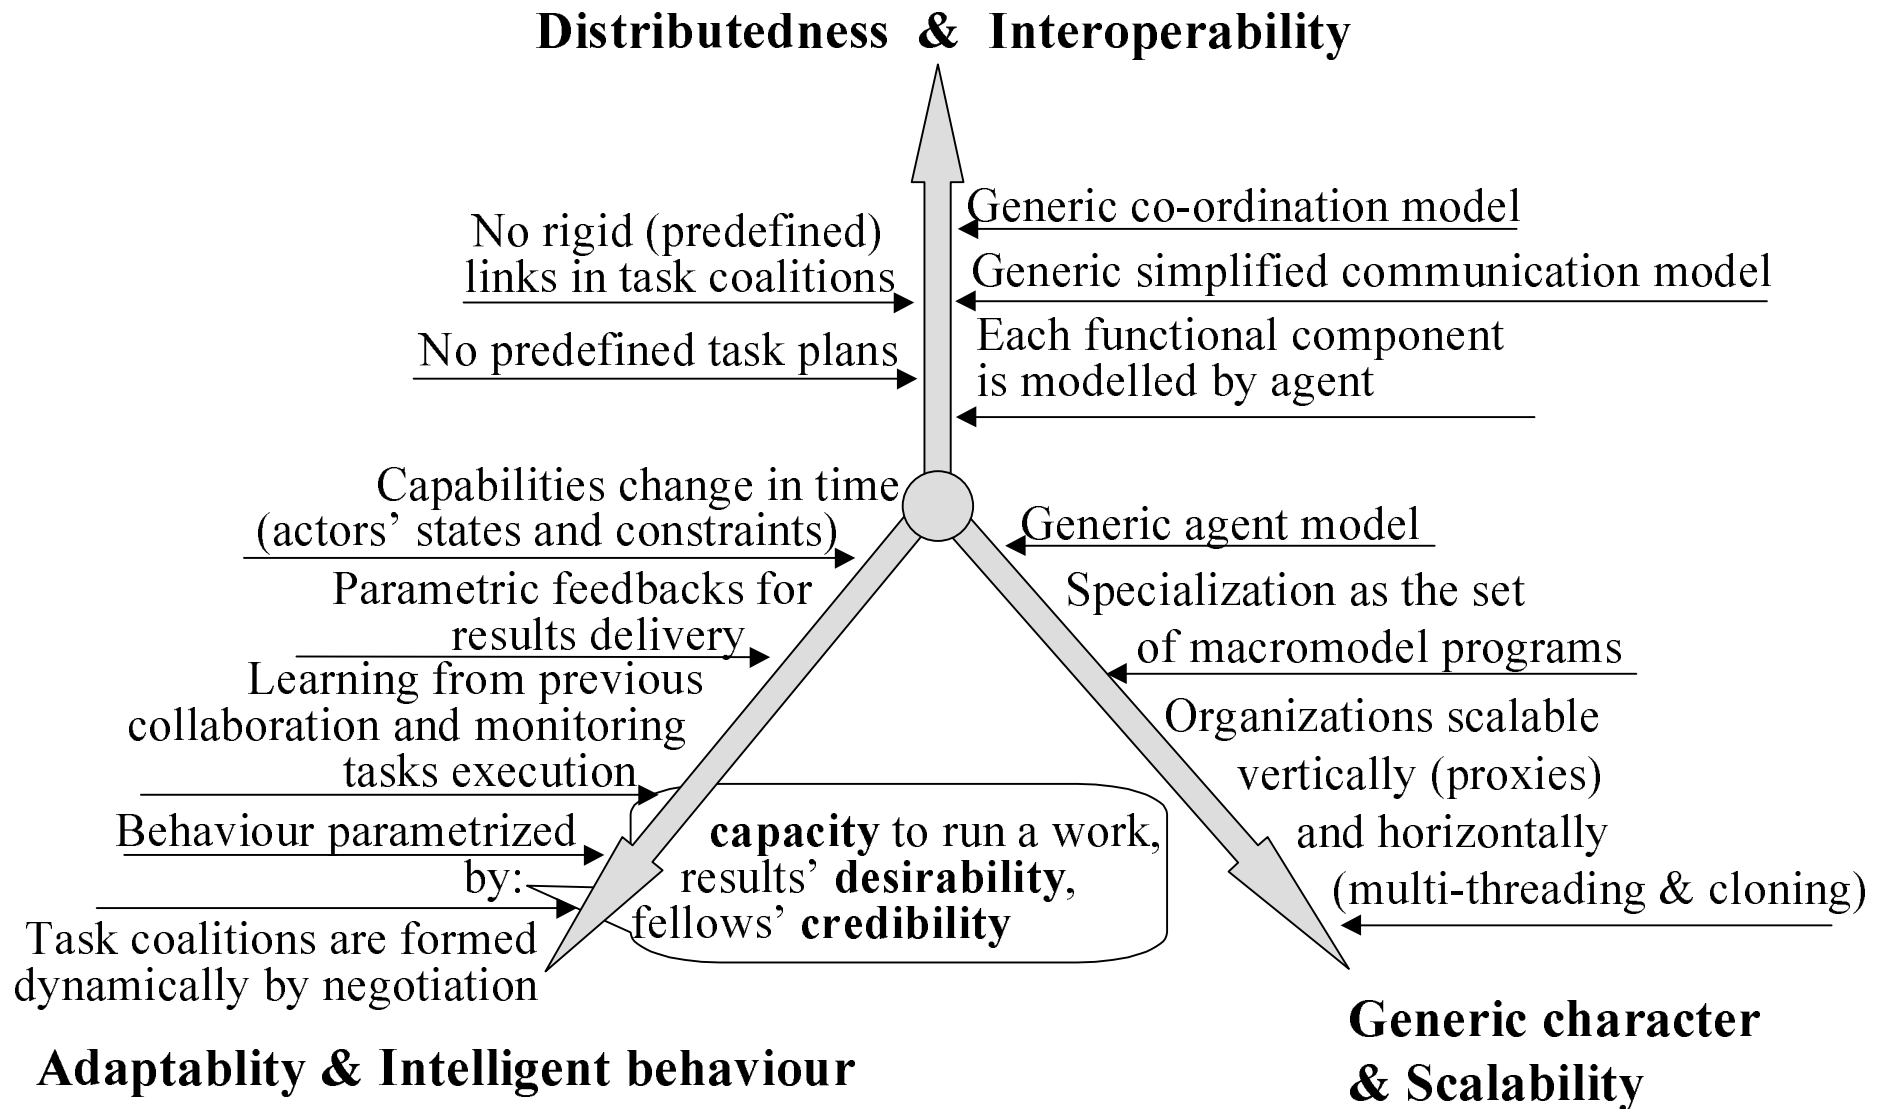 Distributedness & Interoperability
No rigid (predefined)
links in task coalitions
No predefined task plans
Generic co-ordination model
Generic simplified communication model
Each functional component
is modelled by agent
Capabilities change in time
(actors’ states and constraints)
Parametric feedbacks for
results delivery
Learning from previous
collaboration and monitoring
tasks execution
Behaviour parametrized
by:
capacity to run a work,
results’ desirability,
fellows’ credibility
Task coalitions are formed
dynamically by negotiation
Adaptablity & Intelligent behaviour
Generic agent model
Specialization as the set
of macromodel programs
Organizations scalable
vertically (proxies)
and horizontally
(multi-threading & cloning)
Generic character
& Scalability